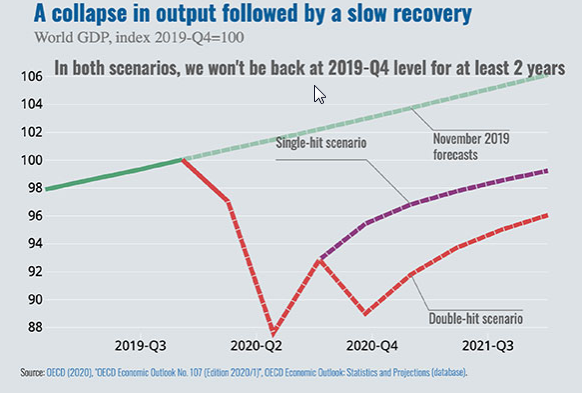 A collapse in output followed by a slow recovery
World GDP, index 2019-Q4=100
106
In both scenarios, we won't be back at 2019-Q4 level for at least 2 years
104
102
100
98
96
94
92
90
88
Single-hit scenario
November 2019
forecasts
Double-hit scenario
2019-Q3
2020-Q2
2020-Q4
2021-Q3
Source: OECD (2020), "OECD Economic Outlook No. 107 (Edition 2020/1)", OECD Economic Outlook: Statistics and Projections (database).